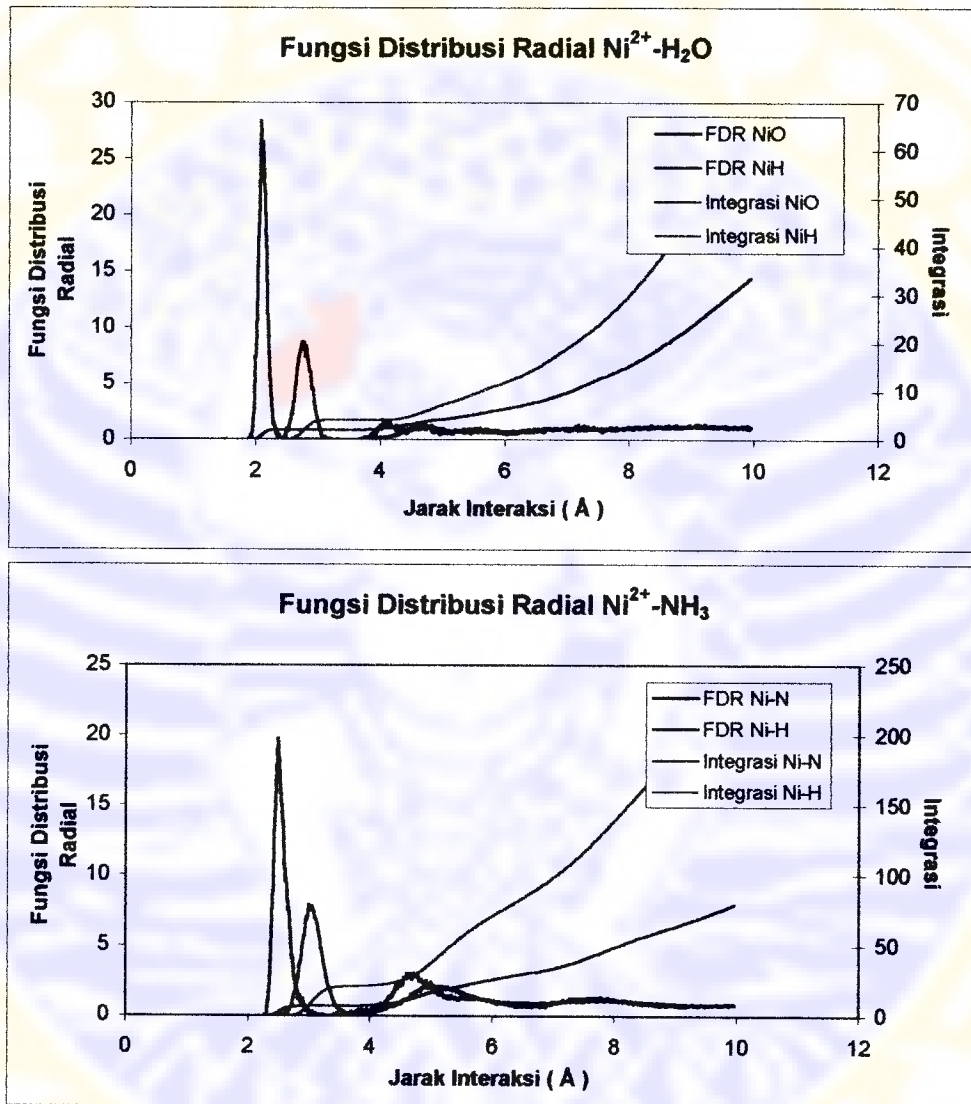 Fungsi Distribusi Radial Ni²⁺-H₂O
Fungsi Distribusi
Radial
30
25
20
15
10
5
0
70
60
50
40
30
20
10
0
Integrasi
FDR NiO
FDR NiH
Integrasi NiO
Integrasi NiH
0 2 4 6 8 10 12
Jarak Interaksi ( Å )
Fungsi Distribusi Radial Ni²⁺-NH₃
Fungsi Distribusi
Radial
25
20
15
10
5
0
250
200
150
100
50
0
Integrasi
FDR Ni-N
FDR Ni-H
Integrasi Ni-N
Integrasi Ni-H
0 2 4 6 8 10 12
Jarak Interaksi ( Å )